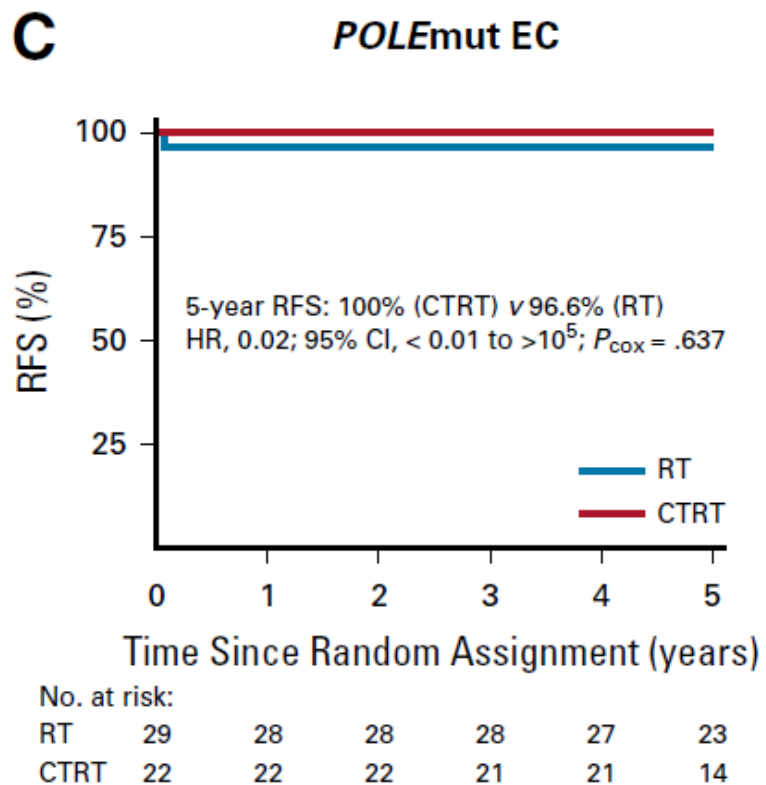 C
POLEmut EC
100
75
50
25
RFS (%)
5-year RFS: 100% (CTRT) v 96.6% (RT)
HR, 0.02; 95% CI, < 0.01 to >10⁵; Pcox = .637
RT
CTRT
0 1 2 3 4 5
Time Since Random Assignment (years)
No. at risk:
RT 29 28 28 28 27 23
CTRT 22 22 22 21 21 14